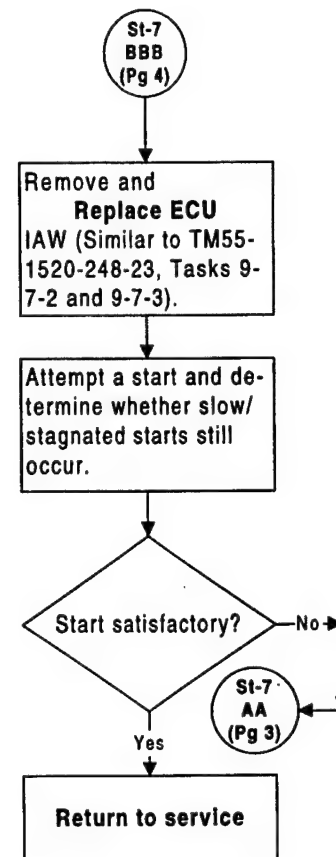 St-7
BBB
(Pg 4)
Remove and
Replace ECU
IAW (Similar to TM55-
1520-248-23, Tasks 9-
7-2 and 9-7-3).
Attempt a start and de-
termine whether slow/
stagnated starts still
occur.
Start satisfactory?
No
St-7
AA
(Pg 3)
Yes
Return to service